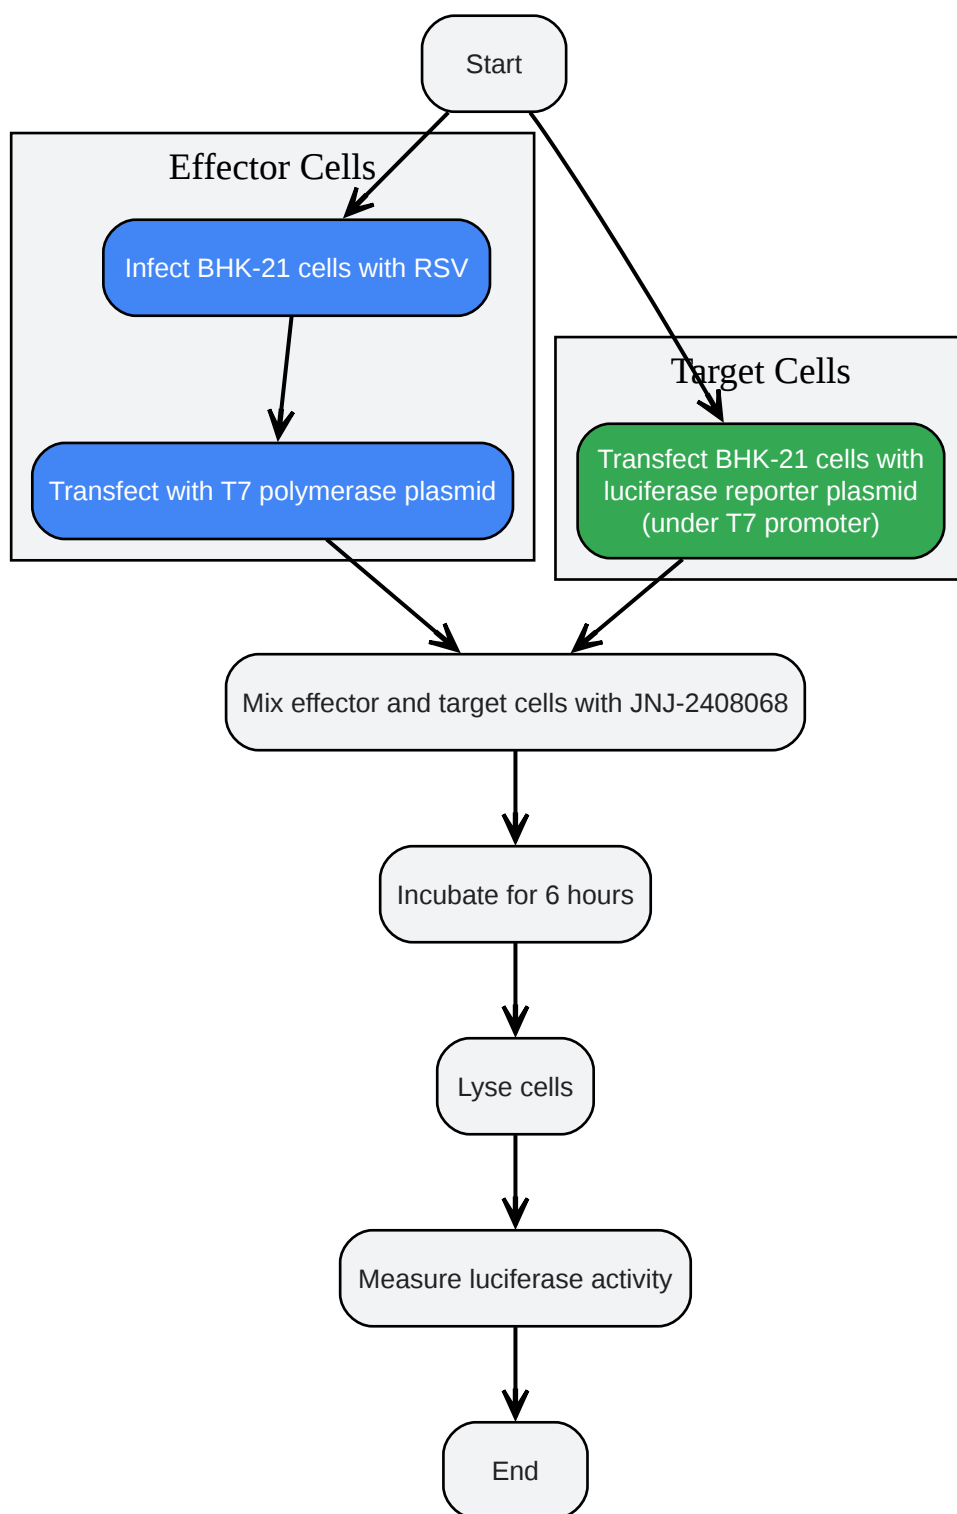 Start
Effector Cells
Infect BHK-21 cells with RSV
Target Cells
Transfect with T7 polymerase plasmid
Transfect BHK-21 cells with
luciferase reporter plasmid
(under T7 promoter)
Mix effector and target cells with JNJ-2408068
Incubate for 6 hours
Lyse cells
Measure luciferase activity
End